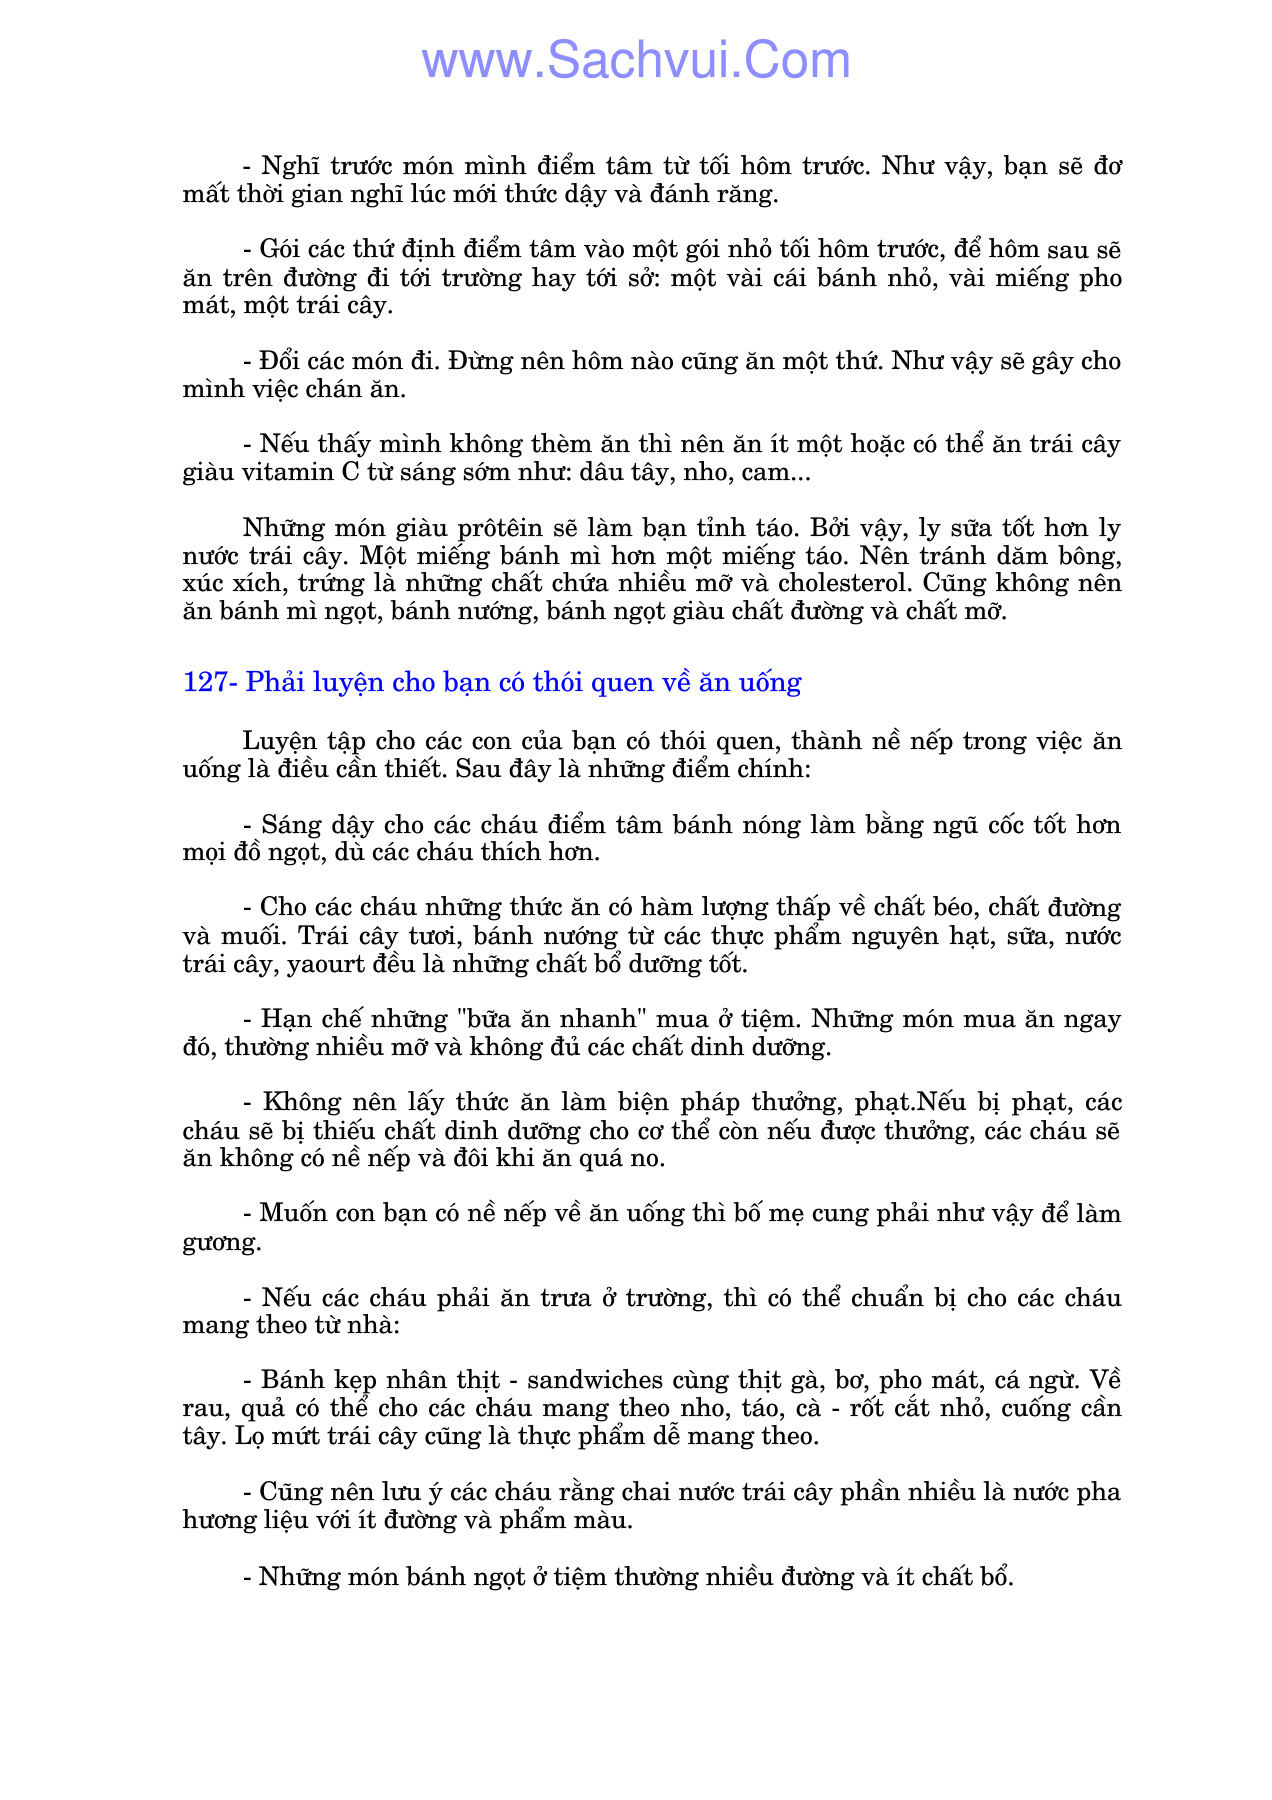 www.Sachvui.Com
- Nghĩ trước món mình điểm tâm từ tối hôm trước. Như vậy, bạn sẽ đơ
mất thời gian nghĩ lúc mới thức dậy và đánh răng.
- Gói các thứ định điểm tâm vào một gói nhỏ tối hôm trước, để hôm sau sẽ
ăn trên đường đi tới trường hay tới sở: một vài cái bánh nhỏ, vài miếng pho
mát, một trái cây.
- Đổi các món đi. Đừng nên hôm nào cũng ăn một thứ. Như vậy sẽ gây cho
mình việc chán ăn.
- Nếu thấy mình không thèm ăn thì nên ăn ít một hoặc có thể ăn trái cây
giàu vitamin C từ sáng sớm như: dâu tây, nho, cam...
Những món giàu prôtêin sẽ làm bạn tỉnh táo. Bởi vậy, ly sữa tốt hơn ly
nước trái cây. Một miếng bánh mì hơn một miếng táo. Nên tránh dăm bông,
xúc xích, trứng là những chất chứa nhiều mỡ và cholesterol. Cũng không nên
ăn bánh mì ngọt, bánh nướng, bánh ngọt giàu chất đường và chất mỡ.
127- Phải luyện cho bạn có thói quen về ăn uống
Luyện tập cho các con của bạn có thói quen, thành nề nếp trong việc ăn
uống là điều cần thiết. Sau đây là những điểm chính:
- Sáng dậy cho các cháu điểm tâm bánh nóng làm bằng ngũ cốc tốt hơn
mọi đồ ngọt, dù các cháu thích hơn.
- Cho các cháu những thức ăn có hàm lượng thấp về chất béo, chất đường
và muối. Trái cây tươi, bánh nướng từ các thực phẩm nguyên hạt, sữa, nước
trái cây, yaourt đều là những chất bổ dưỡng tốt.
- Hạn chế những "bữa ăn nhanh" mua ở tiệm. Những món mua ăn ngay
đó, thường nhiều mỡ và không đủ các chất dinh dưỡng.
- Không nên lấy thức ăn làm biện pháp thưởng, phạt.Nếu bị phạt, các
cháu sẽ bị thiếu chất dinh dưỡng cho cơ thể còn nếu được thưởng, các cháu sẽ
ăn không có nề nếp và đôi khi ăn quá no.
- Muốn con bạn có nề nếp về ăn uống thì bố mẹ cung phải như vậy để làm
gương.
- Nếu các cháu phải ăn trưa ở trường, thì có thể chuẩn bị cho các cháu
mang theo từ nhà:
- Bánh kẹp nhân thịt - sandwiches cùng thịt gà, bơ, pho mát, cá ngừ. Về
rau, quả có thể cho các cháu mang theo nho, táo, cà - rốt cắt nhỏ, cuống cần
tây. Lọ mứt trái cây cũng là thực phẩm dễ mang theo.
- Cũng nên lưu ý các cháu rằng chai nước trái cây phần nhiều là nước pha
hương liệu với ít đường và phẩm màu.
- Những món bánh ngọt ở tiệm thường nhiều đường và ít chất bổ.